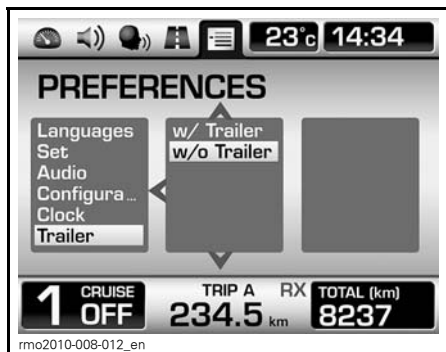 23°c 14:34
PREFERENCES
Languages
Set
Audio
Configura...
Clock
Trailer
w/ Trailer
w/o Trailer
1 CRUISE OFF
TRIP A RX
234.5 km
TOTAL (km)
8237
rmo2010-008-012_en